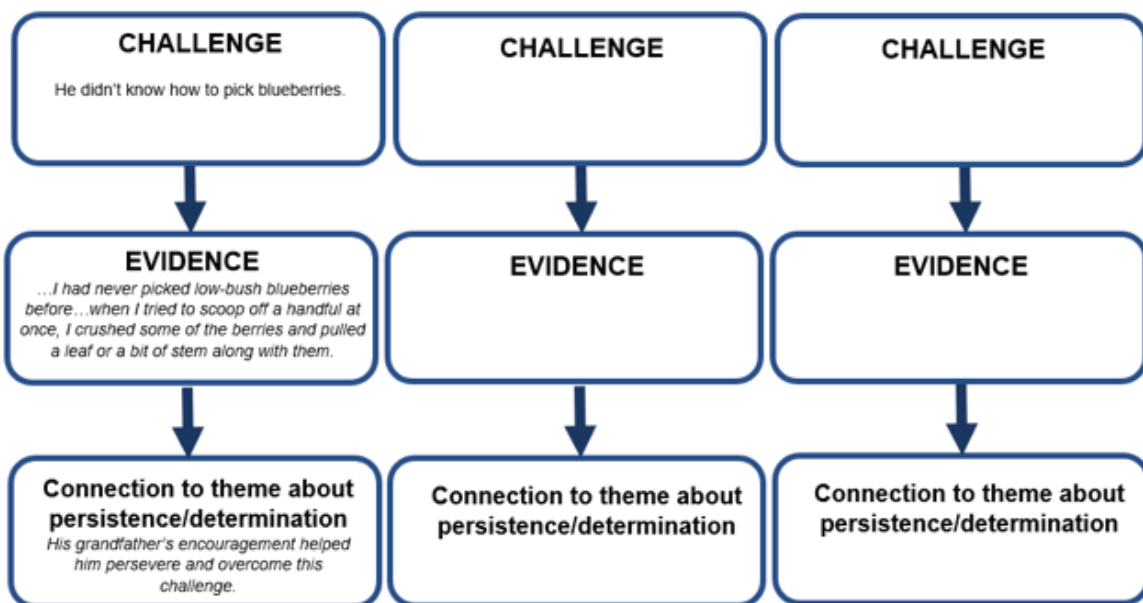 CHALLENGE
He didn't know how to pick blueberries.
CHALLENGE
CHALLENGE
EVIDENCE
…I had never picked low-bush blueberries
before…when I tried to scoop off a handful at
once, I crushed some of the berries and pulled
a leaf or a bit of stem along with them.
EVIDENCE
EVIDENCE
Connection to theme about
persistence/determination
His grandfather's encouragement helped
him persevere and overcome this
challenge.
Connection to theme about
persistence/determination
Connection to theme about
persistence/determination